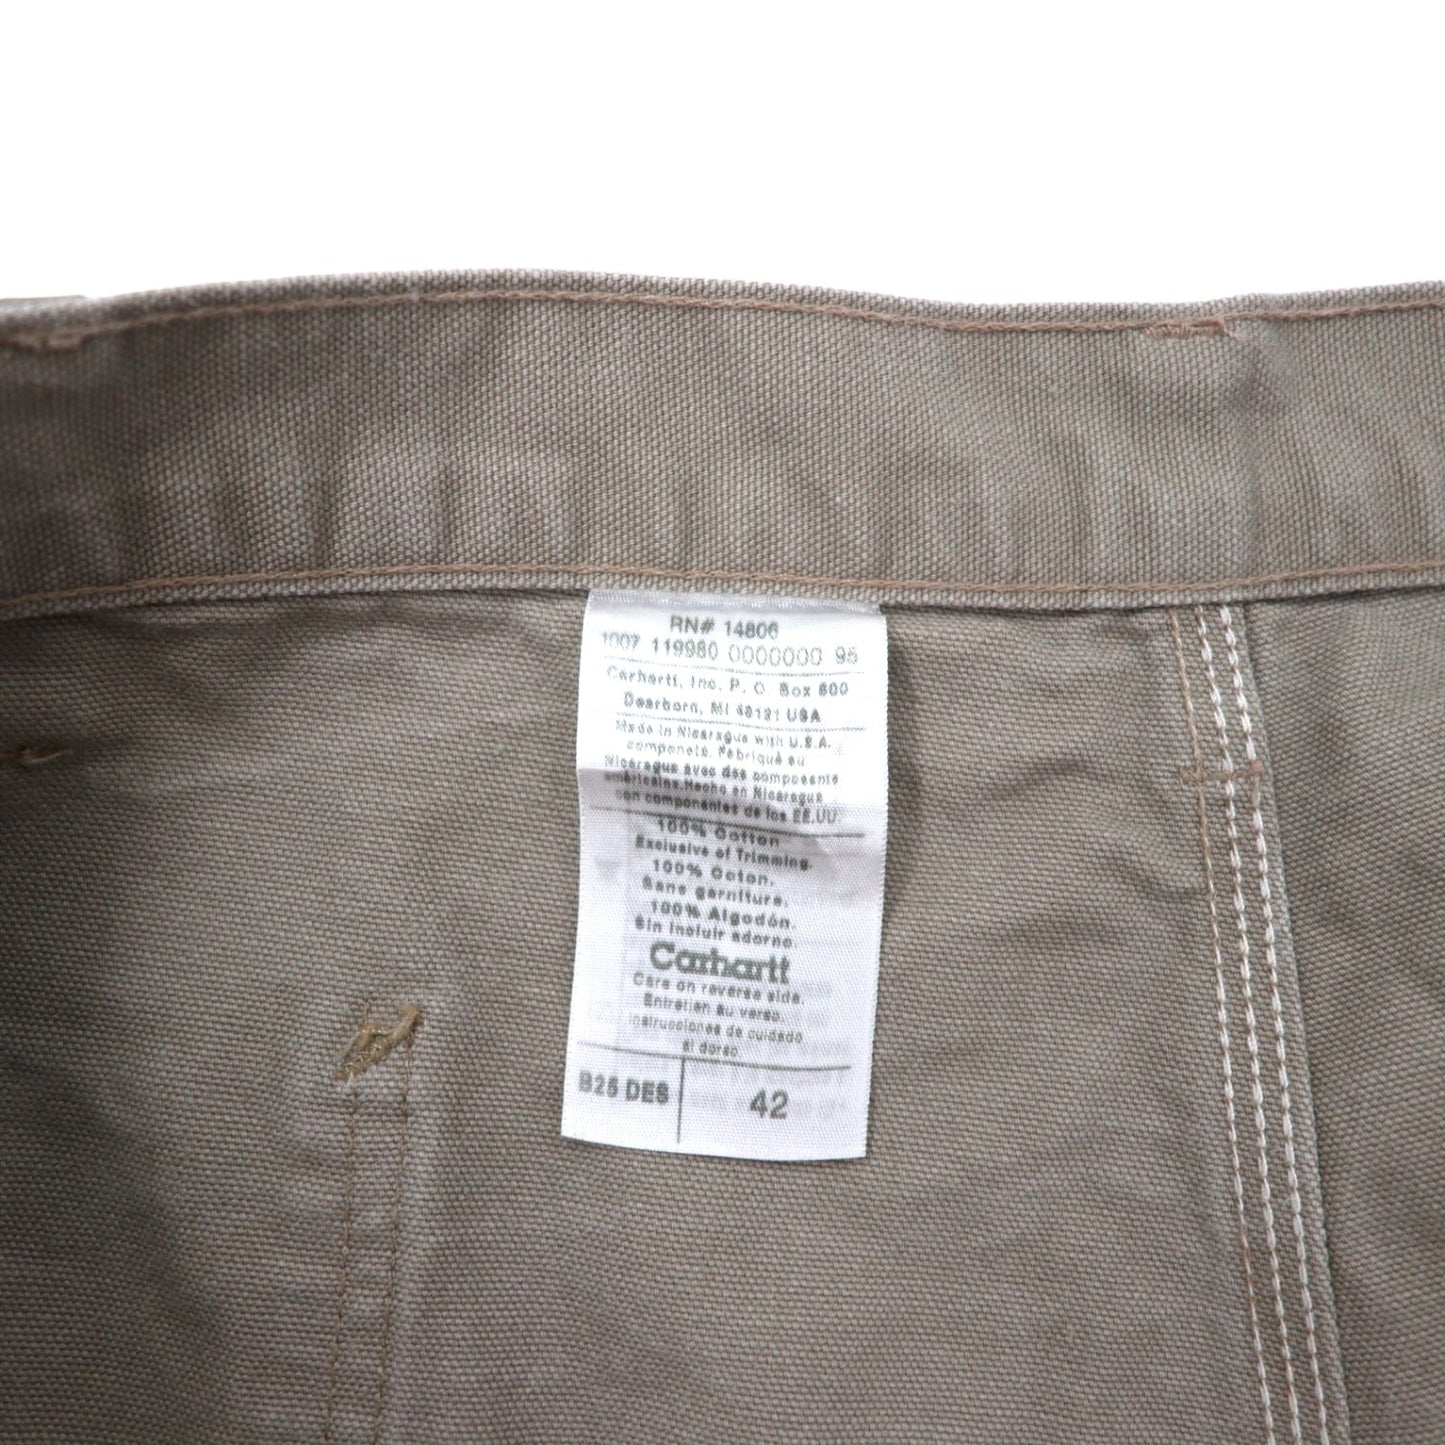 RN# 14806
1007 119980 0000000 95
Carhartt, Inc. P. O. Box 600
Dearborn, MI 48121 USA
Made in Nicaragua with U.S.A.
componets. Fabriqué au
Nicaragua avec des composante
américains.Hecho en Nicaragua
con componentes de los EE.UU.
100% Cotton
Exclusive of Trimming.
100% Coton.
Sans garniture.
100% Algodón.
Sin incluir adorno.
Carhartt
Care on reverse side.
Entretien au verso.
Instrucciones de cuidado
al dorso.
B25 DES 42